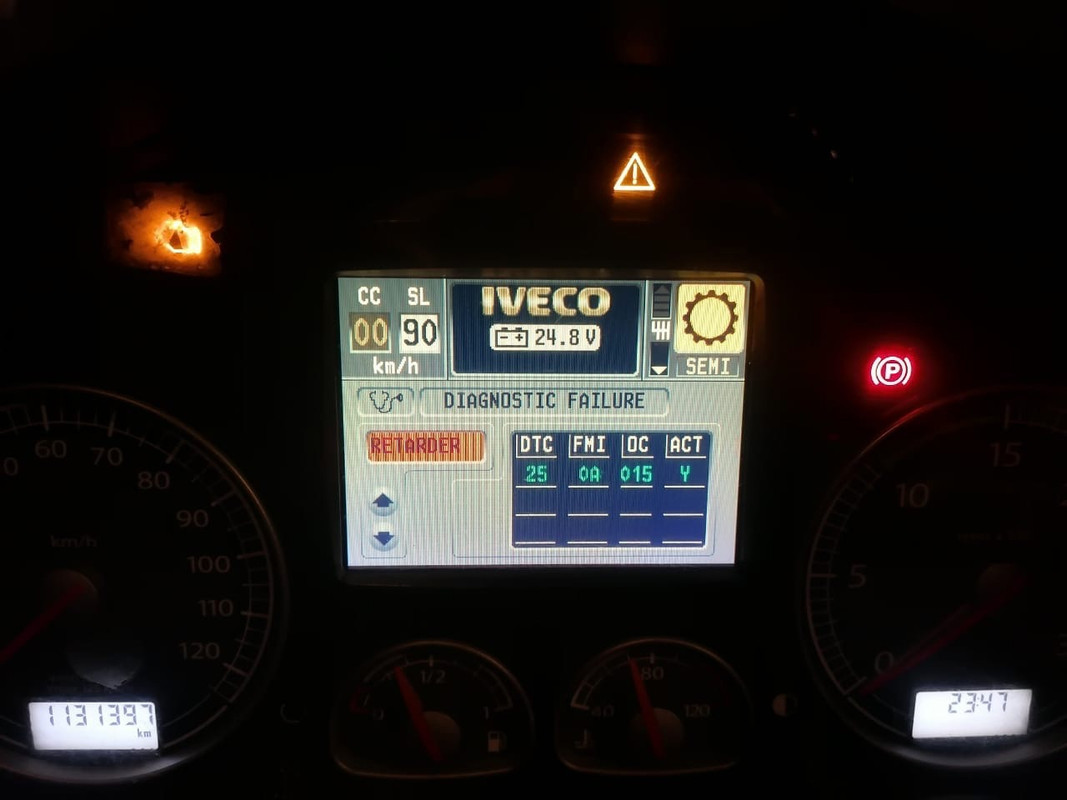 CC SL
00 90
km/h
IVECO
24.8 V
SEMI
DIAGNOSTIC FAILURE
RETARDER
DTC FMI OC ACT
25 0A 015 Y
60
70
80
90
100
110
120
km/h
1131397
km
0 1/2 1
40 80 120
P
15
10
5
0
23:47